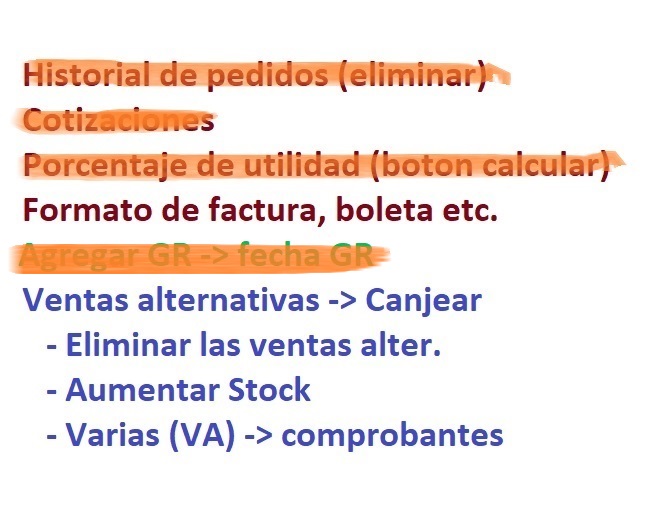 Historial de pedidos (eliminar)
Cotizaciones
Porcentaje de utilidad (boton calcular)
Formato de factura, boleta etc.
Agregar GR -> fecha GR
Ventas alternativas -> Canjear
- Eliminar las ventas alter.
- Aumentar Stock
- Varias (VA) -> comprobantes